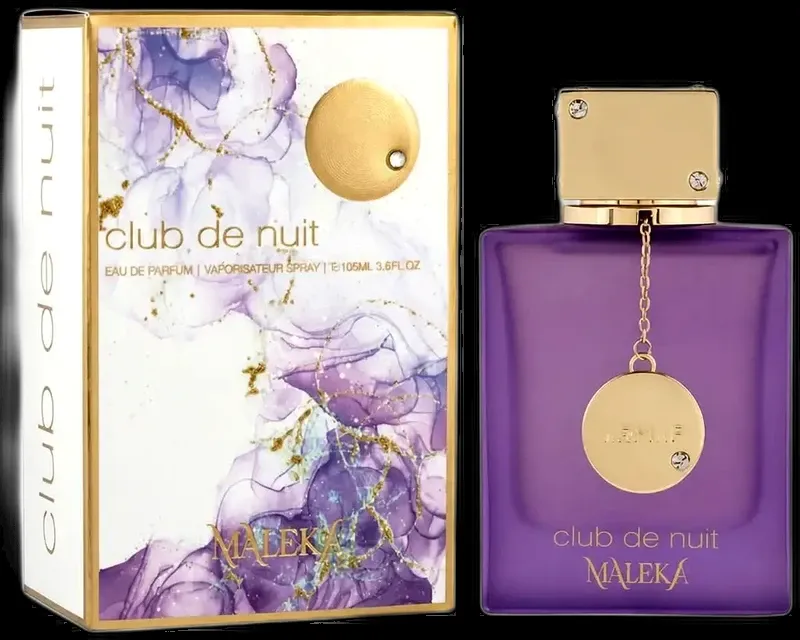 club de nuit
club de nuit
EAU DE PARFUM | VAPORISATEUR SPRAY | 105ML 3.6FL.OZ
MALEKA
club de nuit
MALEKA